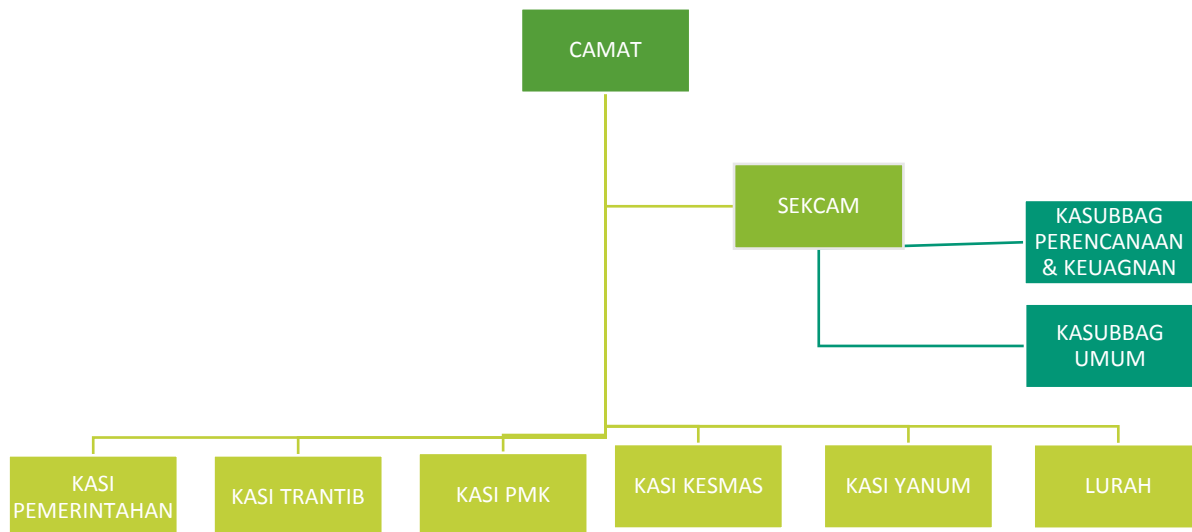 CAMAT
SEKCAM
KASUBBAG
PERENCANAAN
& KEUAGNAN
KASUBBAG
UMUM
KASI
PEMERINTAHAN
KASI TRANTIB
KASI PMK
KASI KESMAS
KASI YANUM
LURAH